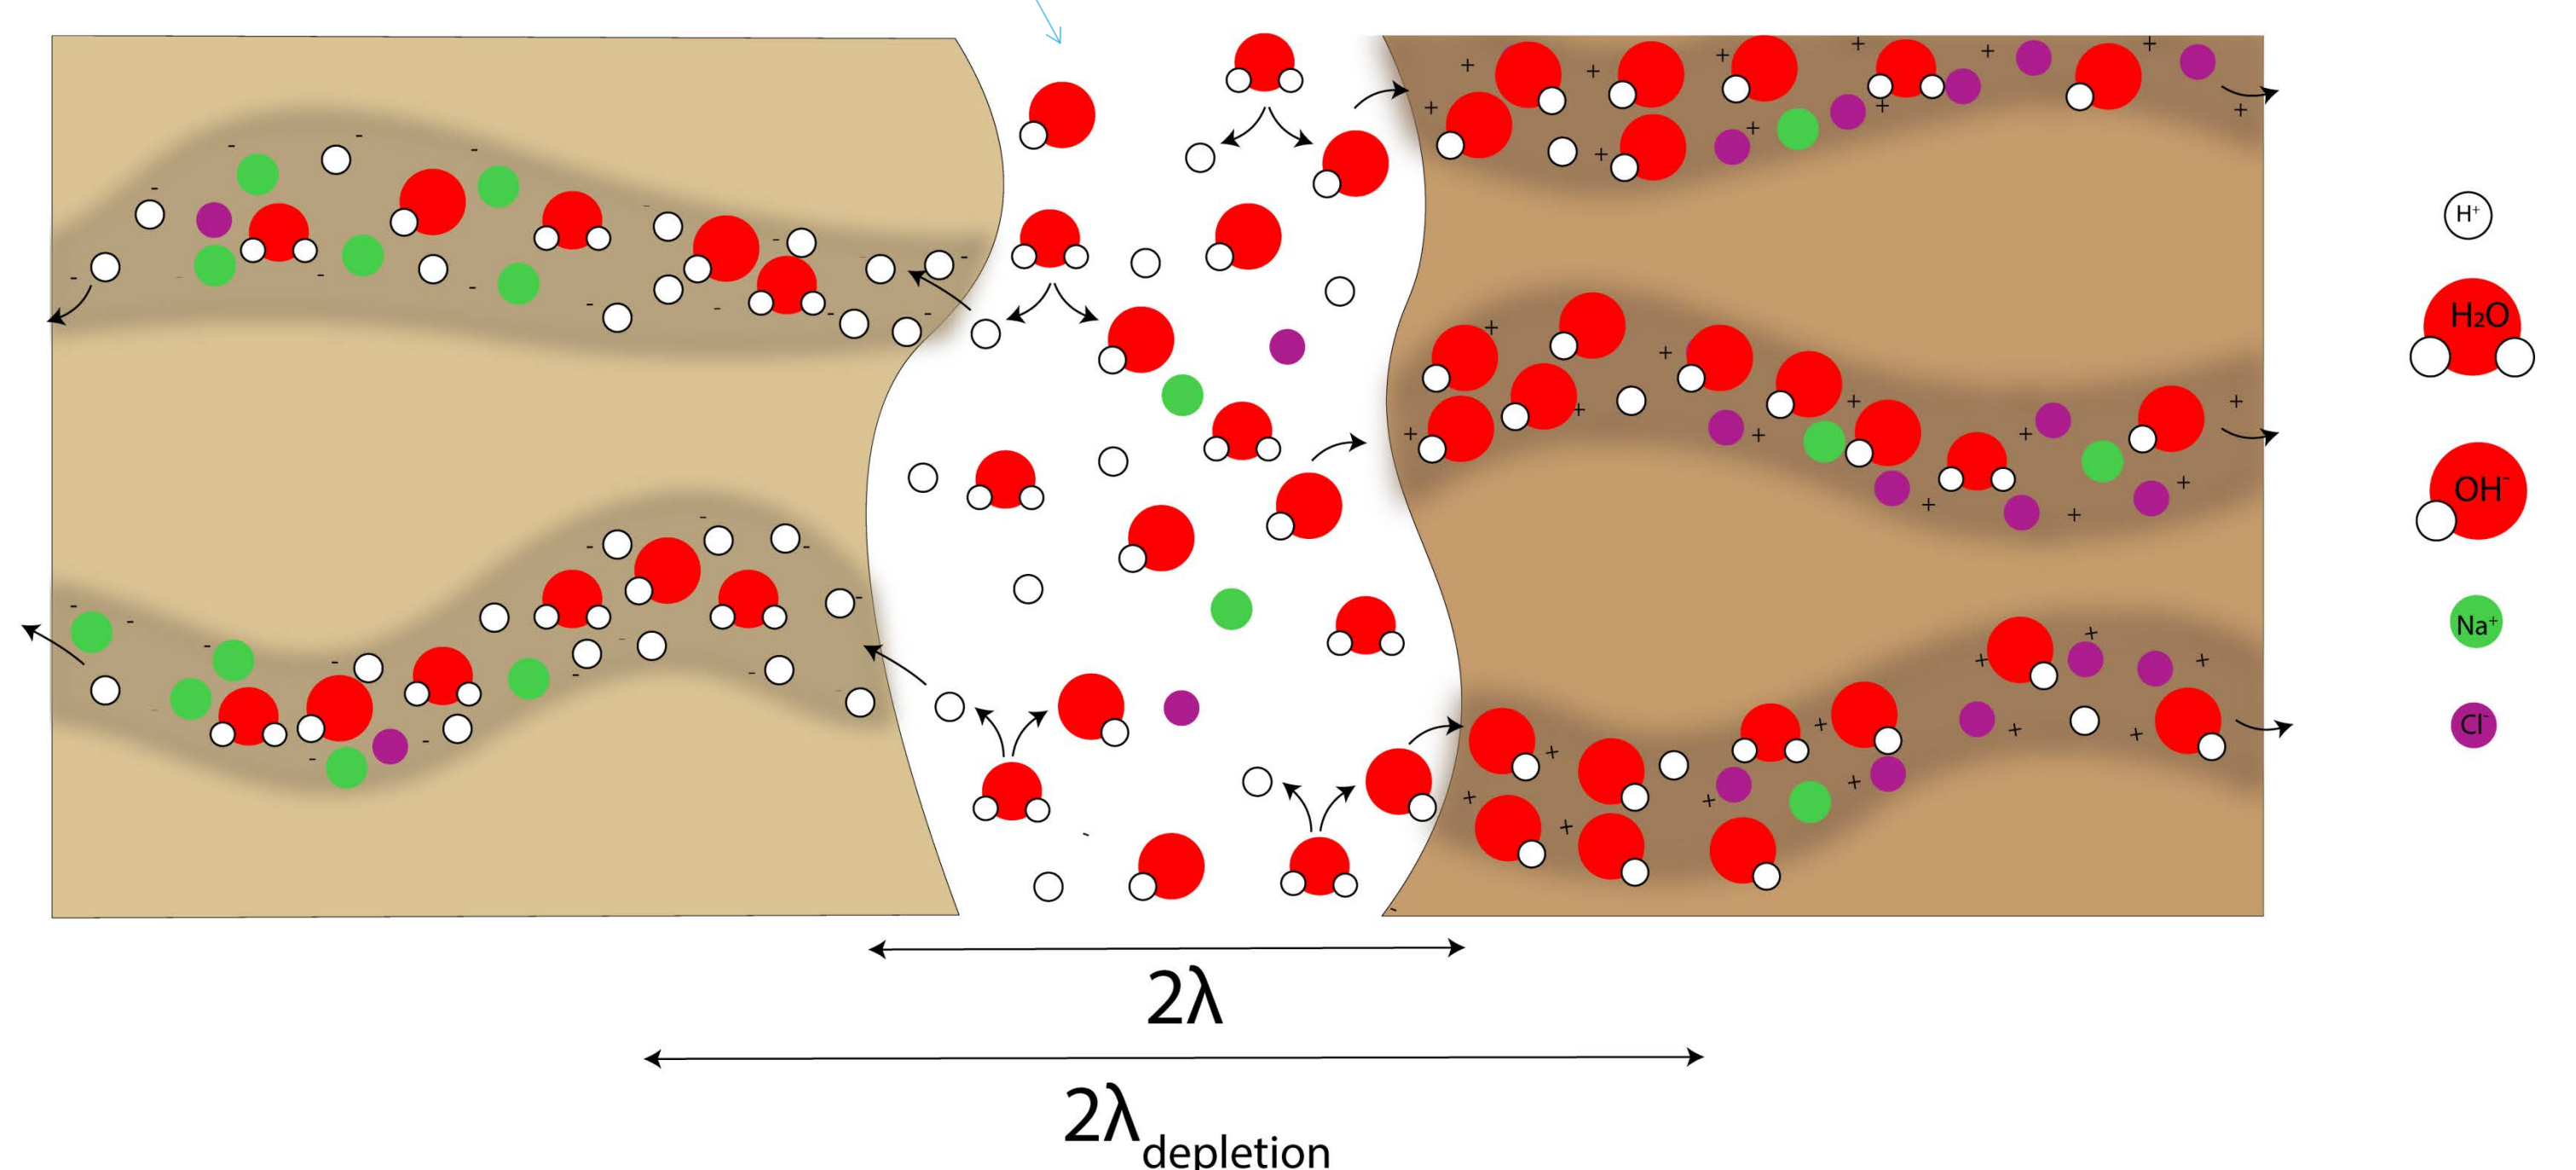 H⁺
H₂O
OH⁻
Na⁺
Cl⁻
2λ
2λdepletion